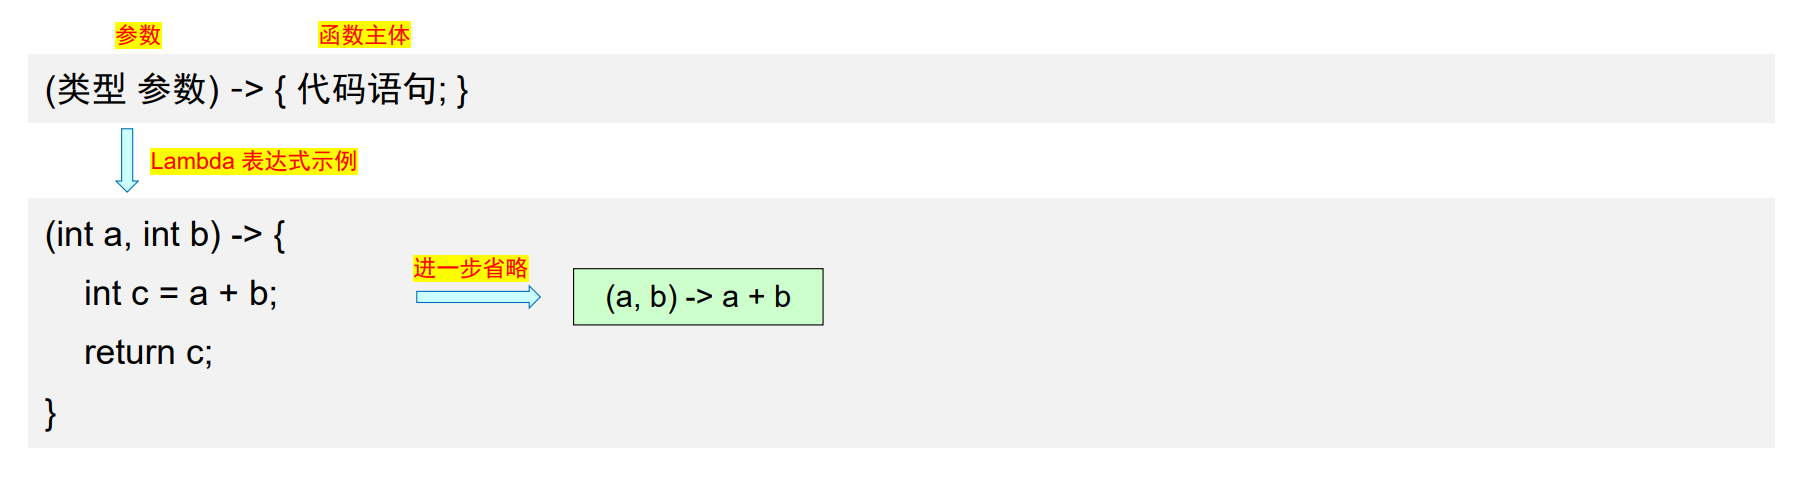 参数 函数主体
(类型 参数) -> { 代码语句; }
Lambda 表达式示例
(int a, int b) -> {
进一步省略
int c = a + b;
(a, b) -> a + b
return c;
}